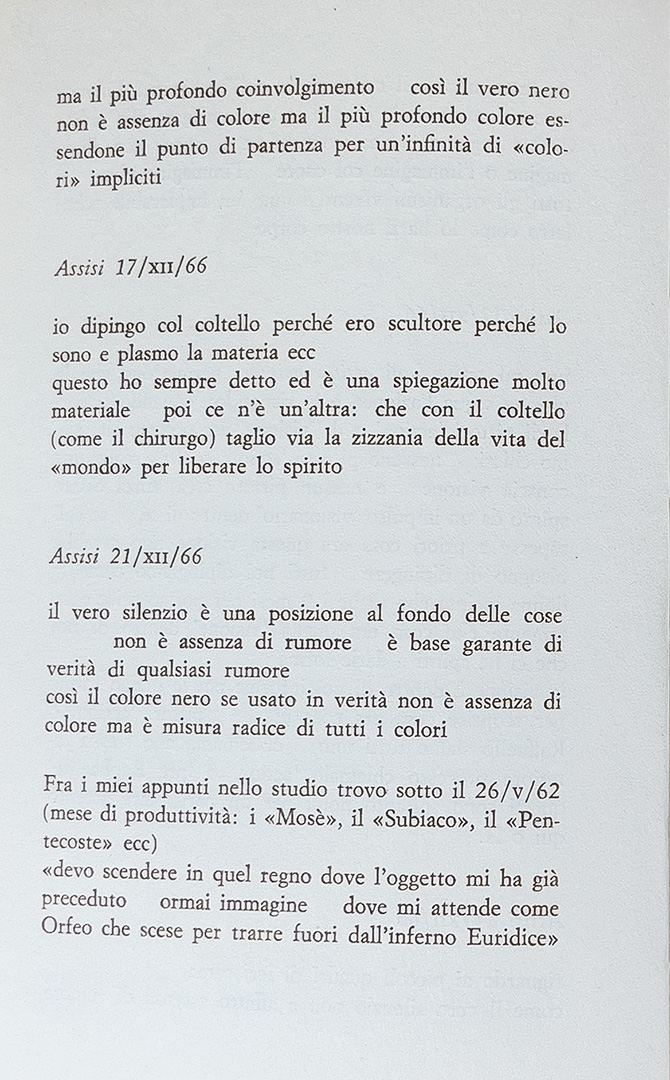 ma il più profondo coinvolgimento   così il vero nero
non è assenza di colore ma il più profondo colore es-
sendone il punto di partenza per un'infinità di «colo-
ri» impliciti
Assisi 17/XII/66
io dipingo col coltello perché ero scultore perché lo
sono e plasmo la materia ecc
questo ho sempre detto ed è una spiegazione molto
materiale   poi ce n'è un'altra: che con il coltello
(come il chirurgo) taglio via la zizzania della vita del
«mondo» per liberare lo spirito
Assisi 21/XII/66
il vero silenzio è una posizione al fondo delle cose
non è assenza di rumore   è base garante di
verità di qualsiasi rumore
così il colore nero se usato in verità non è assenza di
colore ma è misura radice di tutti i colori
Fra i miei appunti nello studio trovo sotto il 26/V/62
(mese di produttività: i «Mosè», il «Subiaco», il «Pen-
tecoste» ecc)
«devo scendere in quel regno dove l'oggetto mi ha già
preceduto   ormai immagine   dove mi attende come
Orfeo che scese per trarre fuori dall'inferno Euridice»